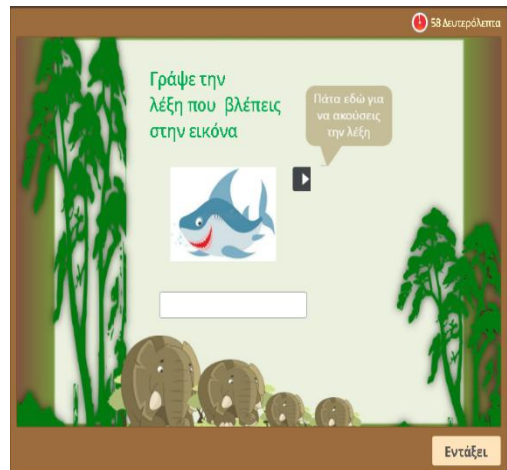 58 Δευτερόλεπτα
Γράψε την
λέξη που βλέπεις
στην εικόνα
Πάτα εδώ για
να ακούσεις
την λέξη
Εντάξει